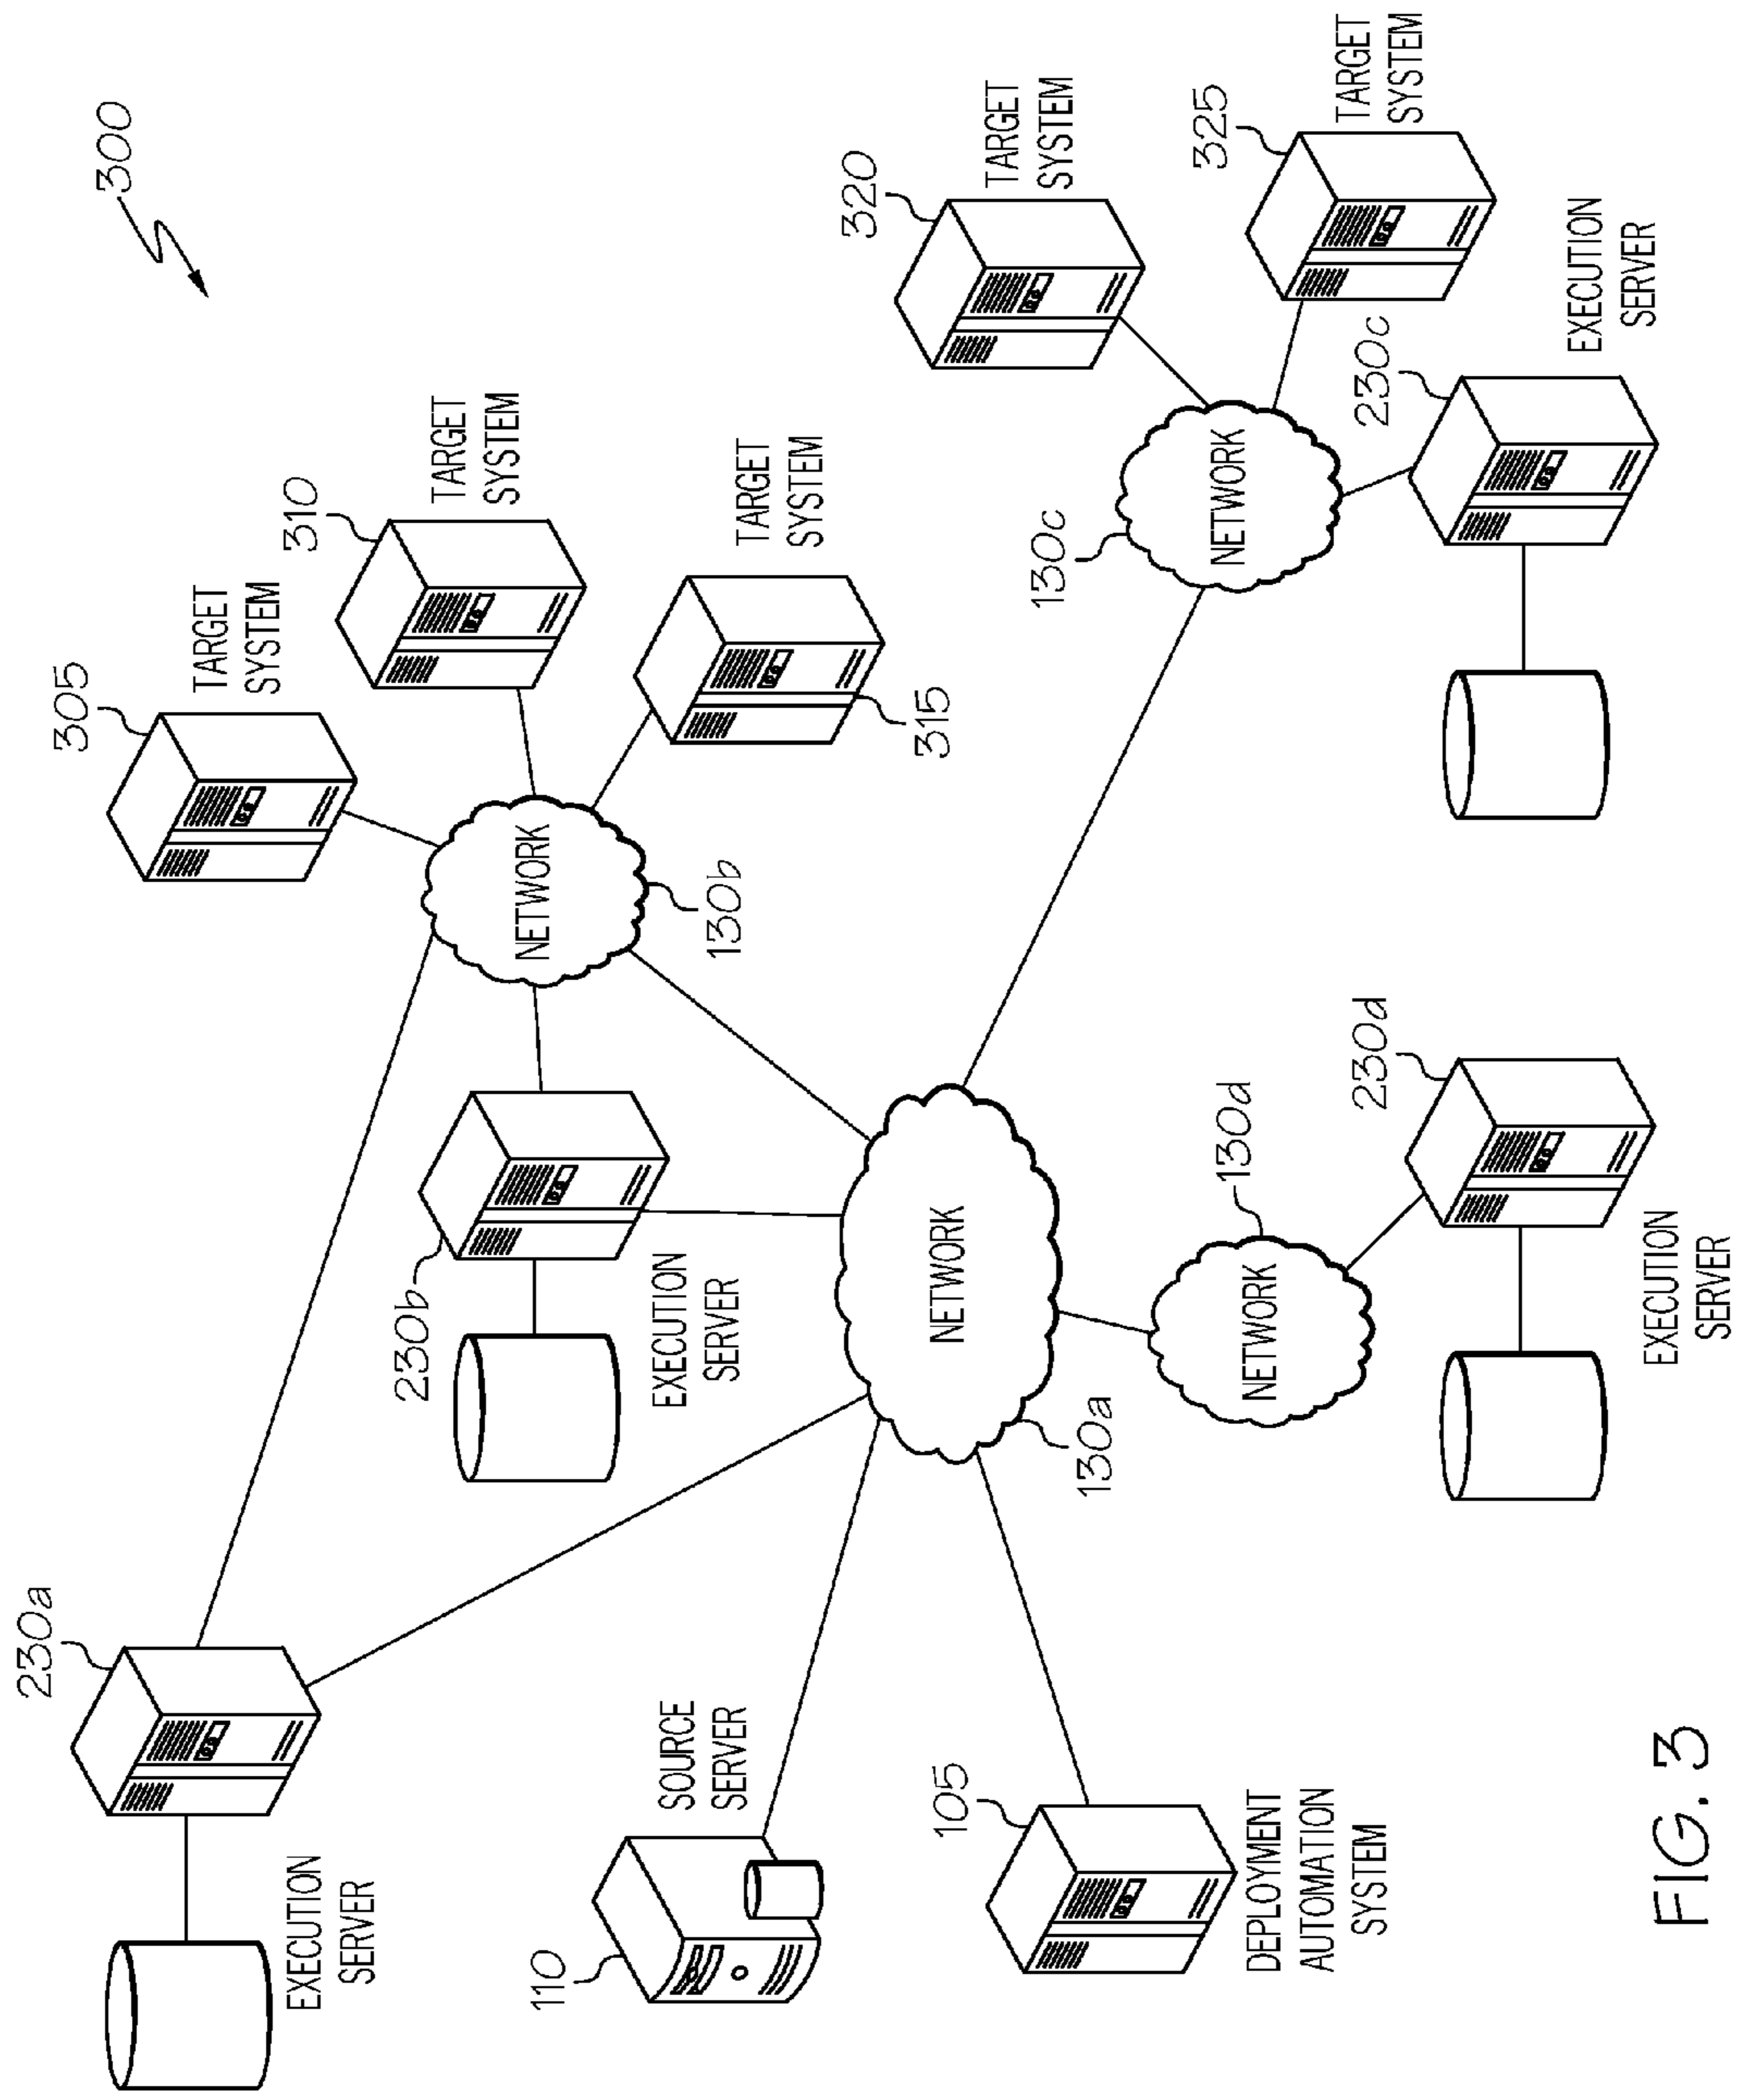 300
230a
EXECUTION
SERVER
305
TARGET
SYSTEM
310
TARGET
SYSTEM
315
TARGET
SYSTEM
NETWORK
130b
230b
EXECUTION
SERVER
110
SOURCE
SERVER
NETWORK
130a
105
DEPLOYMENT
AUTOMATION
SYSTEM
NETWORK
130d
230d
EXECUTION
SERVER
NETWORK
130c
320
TARGET
SYSTEM
325
TARGET
SYSTEM
230c
EXECUTION
SERVER
FIG. 3